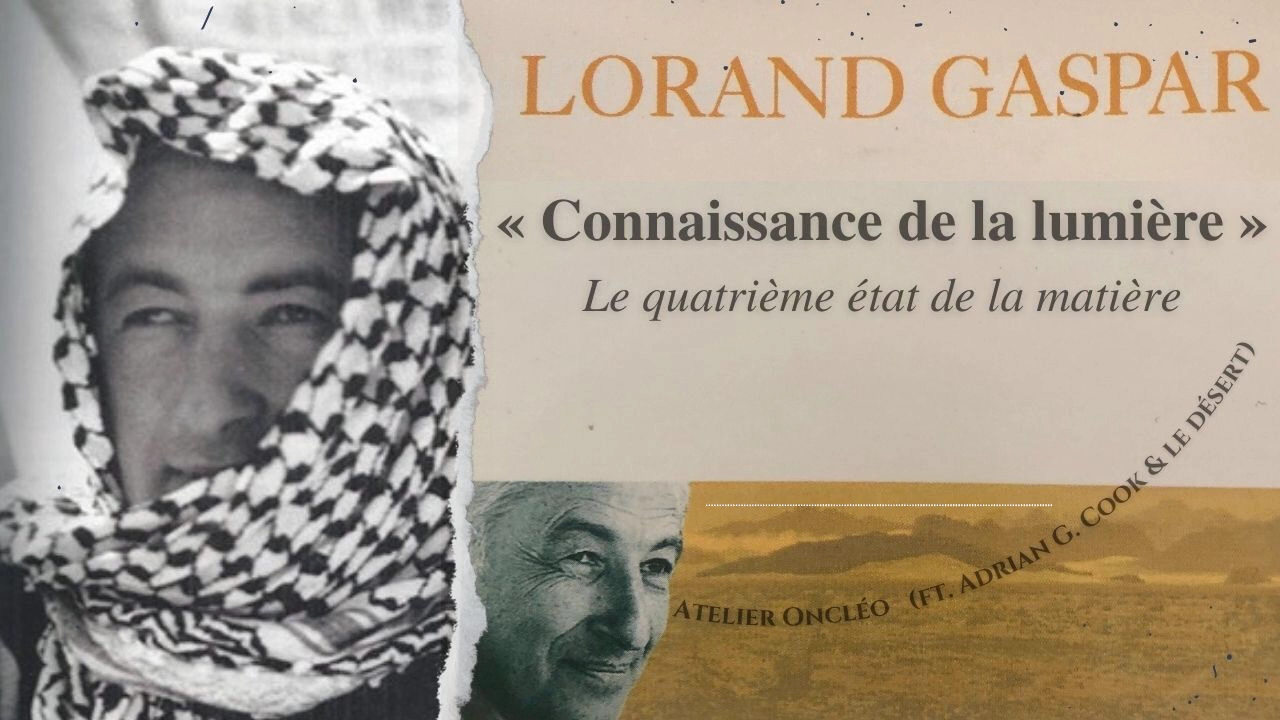 LORAND GASPAR
« Connaissance de la lumière »
Le quatrième état de la matière
ATELIER ONCLÉO (FT. ADRIAN G. COOK & LE DÉSERT)